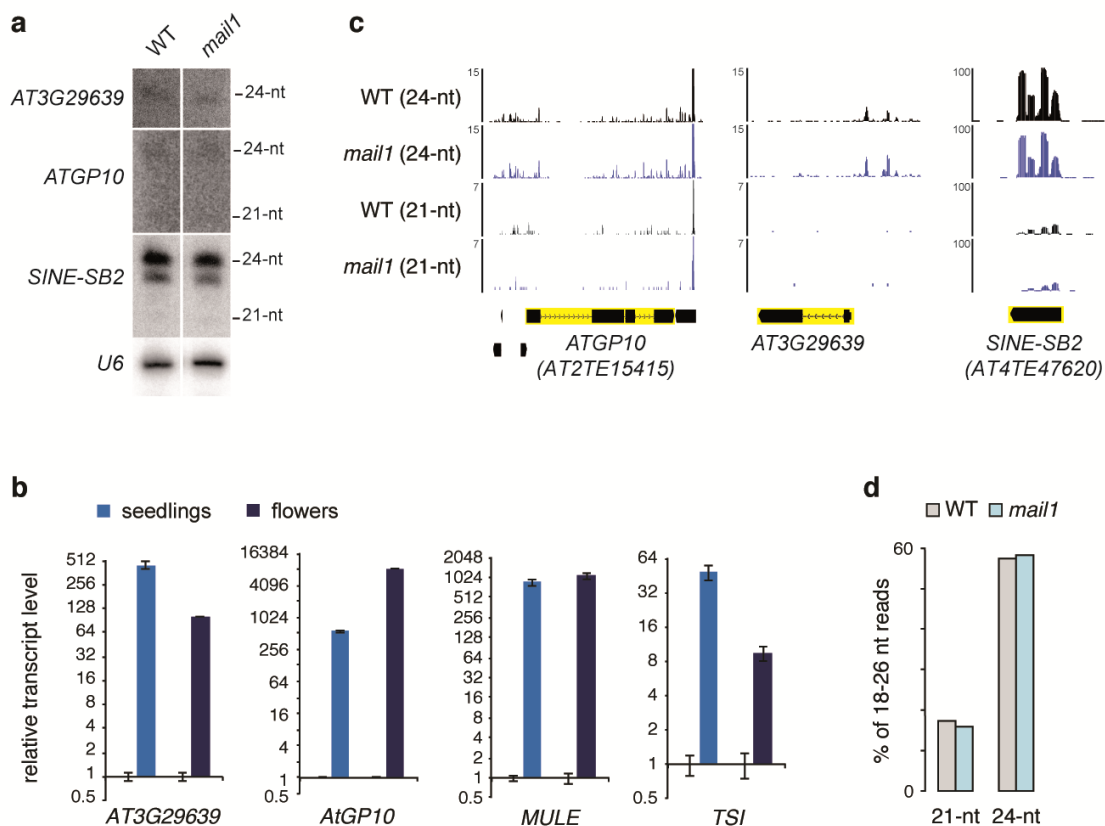 a
WT
mail1
AT3G29639
24-nt
ATGP10
24-nt
21-nt
SINE-SB2
24-nt
21-nt
U6
c
WT (24-nt)
15
15
100
mail1 (24-nt)
15
15
100
WT (21-nt)
7
7
100
mail1 (21-nt)
7
7
100
ATGP10
(AT2TE15415)
AT3G29639
SINE-SB2
(AT4TE47620)
b
seedlings
flowers
relative transcript level
512
256
128
64
32
16
8
4
2
1
0.5
AT3G29639
16384
4096
1024
256
64
16
4
1
AtGP10
2048
1024
512
256
128
64
32
16
8
4
2
1
0.5
MULE
64
32
16
8
4
2
1
0.5
TSI
d
WT
mail1
% of 18-26 nt reads
60
0
21-nt
24-nt